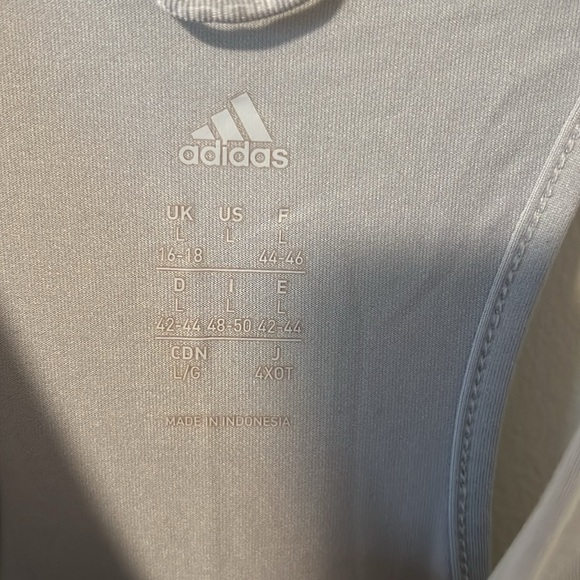 adidas
UK US F
L L L
16-18 44-46
D I E
L L L
42-44 48-50 42-44
CDN J
L/G 4XOT
MADE IN INDONESIA